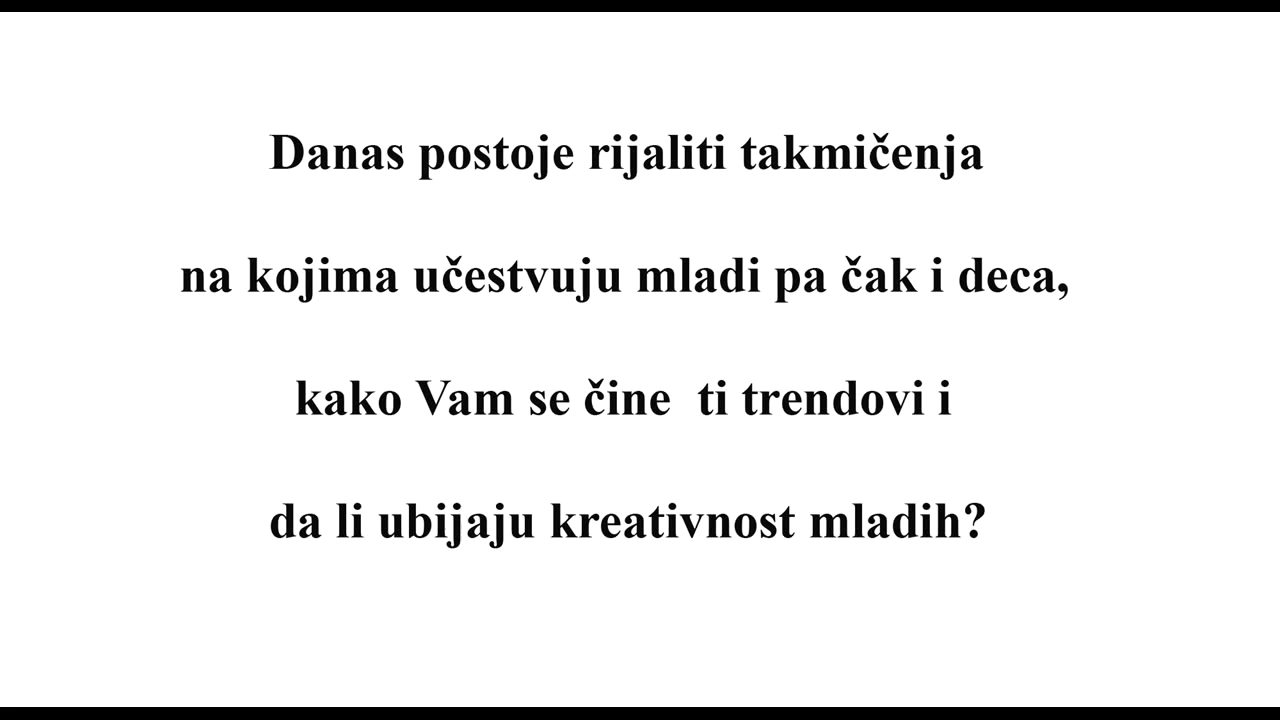 Danas postoje rijaliti takmičenja
na kojima učestvuju mladi pa čak i deca,
kako Vam se čine  ti trendovi i
da li ubijaju kreativnost mladih?